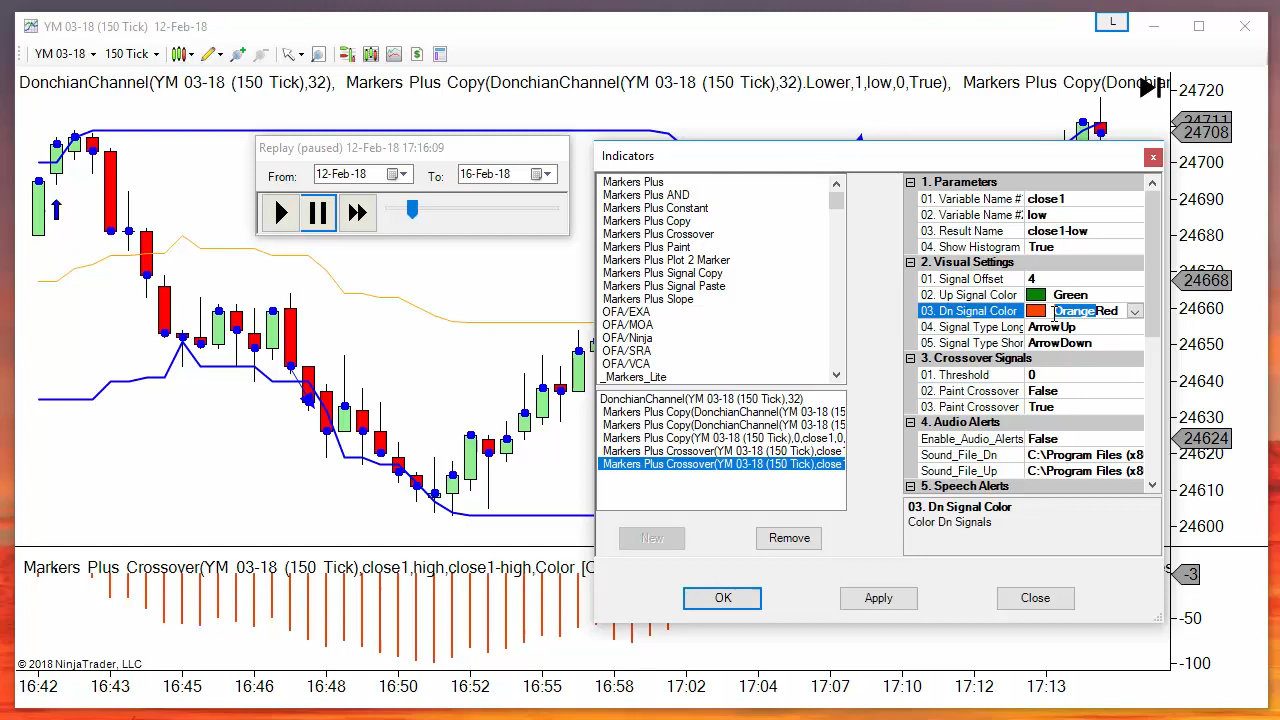 YM 03-18 (150 Tick) 12-Feb-18
L
YM 03-18 150 Tick
DonchianChannel(YM 03-18 (150 Tick),32), Markers Plus Copy(DonchianChannel(YM 03-18 (150 Tick),32).Lower,1,low,0,True), Markers Plus Copy(Donchi
24720
24711
24708
24700
24690
24680
24668
24660
24650
24640
24630
24624
24620
24610
24600
Replay (paused) 12-Feb-18 17:16:09
From: 12-Feb-18 To: 16-Feb-18
Indicators
x
Markers Plus
Markers Plus AND
Markers Plus Constant
Markers Plus Copy
Markers Plus Crossover
Markers Plus Paint
Markers Plus Plot 2 Marker
Markers Plus Signal Copy
Markers Plus Signal Paste
Markers Plus Slope
OFA/EXA
OFA/MOA
OFA/Ninja
OFA/SRA
OFA/VCA
_Markers_Lite
DonchianChannel(YM 03-18 (150 Tick),32)
Markers Plus Copy(DonchianChannel(YM 03-18 (15
Markers Plus Copy(DonchianChannel(YM 03-18 (15
Markers Plus Copy(YM 03-18 (150 Tick),0,close1,0,
Markers Plus Crossover(YM 03-18 (150 Tick),close
Markers Plus Crossover(YM 03-18 (150 Tick),close
New
Remove
1. Parameters
01. Variable Name # close1
02. Variable Name # low
03. Result Name close1-low
04. Show Histogram True
2. Visual Settings
01. Signal Offset 4
02. Up Signal Color Green
03. Dn Signal Color OrangeRed
04. Signal Type Long ArrowUp
05. Signal Type Shor ArrowDown
3. Crossover Signals
01. Threshold 0
02. Paint Crossover False
03. Paint Crossover True
4. Audio Alerts
Enable_Audio_Alerts False
Sound_File_Dn C:\Program Files (x8
Sound_File_Up C:\Program Files (x8
5. Speech Alerts
03. Dn Signal Color
Color Dn Signals
OK
Apply
Close
Markers Plus Crossover(YM 03-18 (150 Tick),close1,high,close1-high,Color [O
-3
-50
-100
© 2018 NinjaTrader, LLC
16:42 16:43 16:45 16:46 16:48 16:50 16:52 16:55 16:58 17:02 17:04 17:07 17:10 17:12 17:13